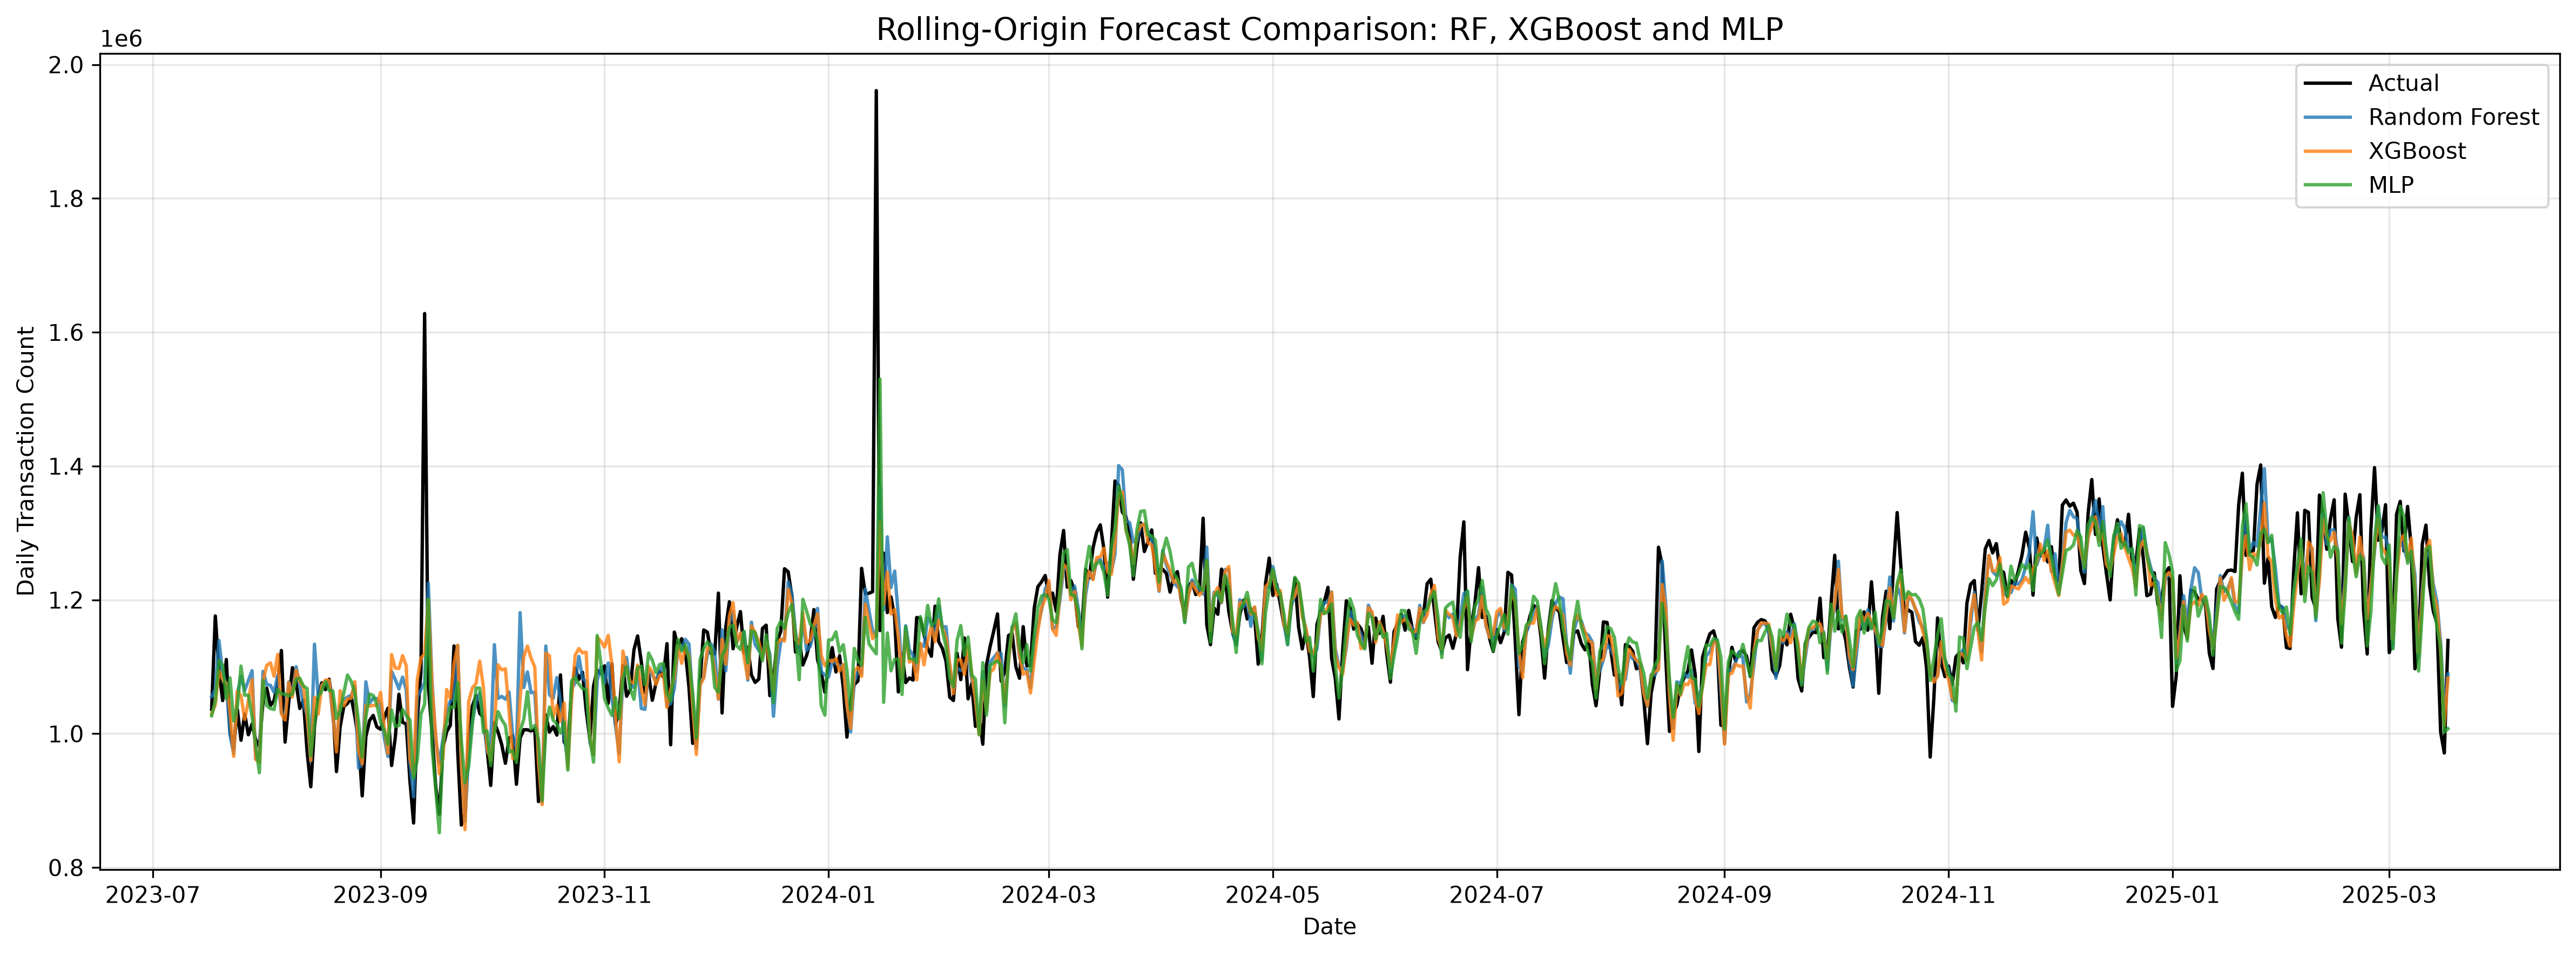 Rolling-Origin Forecast Comparison: RF, XGBoost and MLP
1e6
2.0
1.8
1.6
1.4
1.2
1.0
0.8
Daily Transaction Count
Actual
Random Forest
XGBoost
MLP
2023-07
2023-09
2023-11
2024-01
2024-03
2024-05
2024-07
2024-09
2024-11
2025-01
2025-03
Date